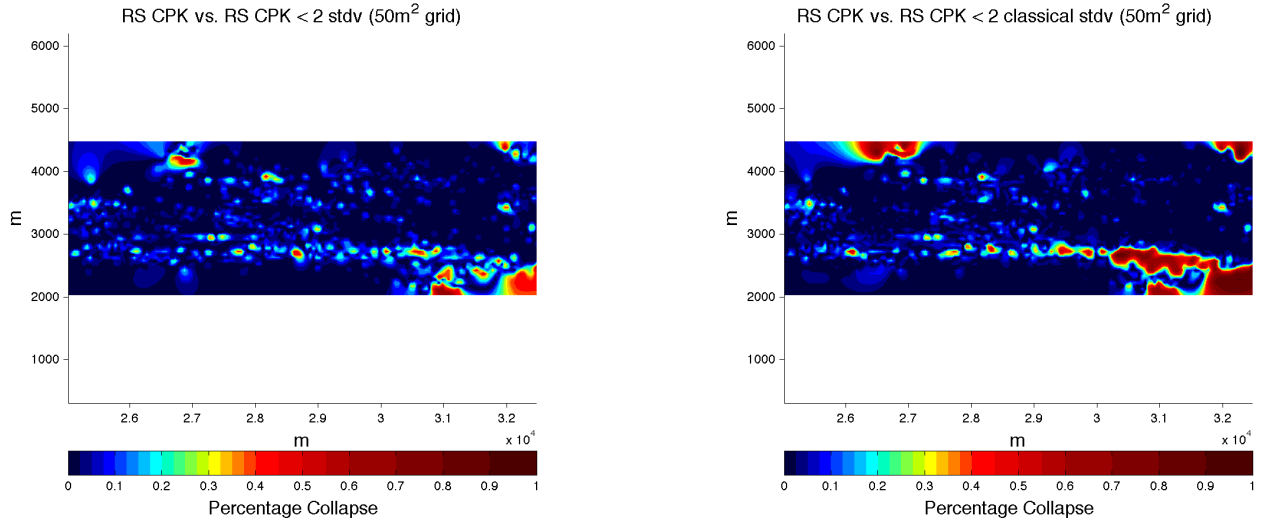 RS CPK vs. RS CPK < 2 stdv (50m² grid)
6000
5000
4000
3000
2000
1000
m
2.6 2.7 2.8 2.9 3 3.1 3.2
m
x 10⁴
0 0.1 0.2 0.3 0.4 0.5 0.6 0.7 0.8 0.9 1
Percentage Collapse
RS CPK vs. RS CPK < 2 classical stdv (50m² grid)
6000
5000
4000
3000
2000
1000
m
2.6 2.7 2.8 2.9 3 3.1 3.2
m
x 10⁴
0 0.1 0.2 0.3 0.4 0.5 0.6 0.7 0.8 0.9 1
Percentage Collapse